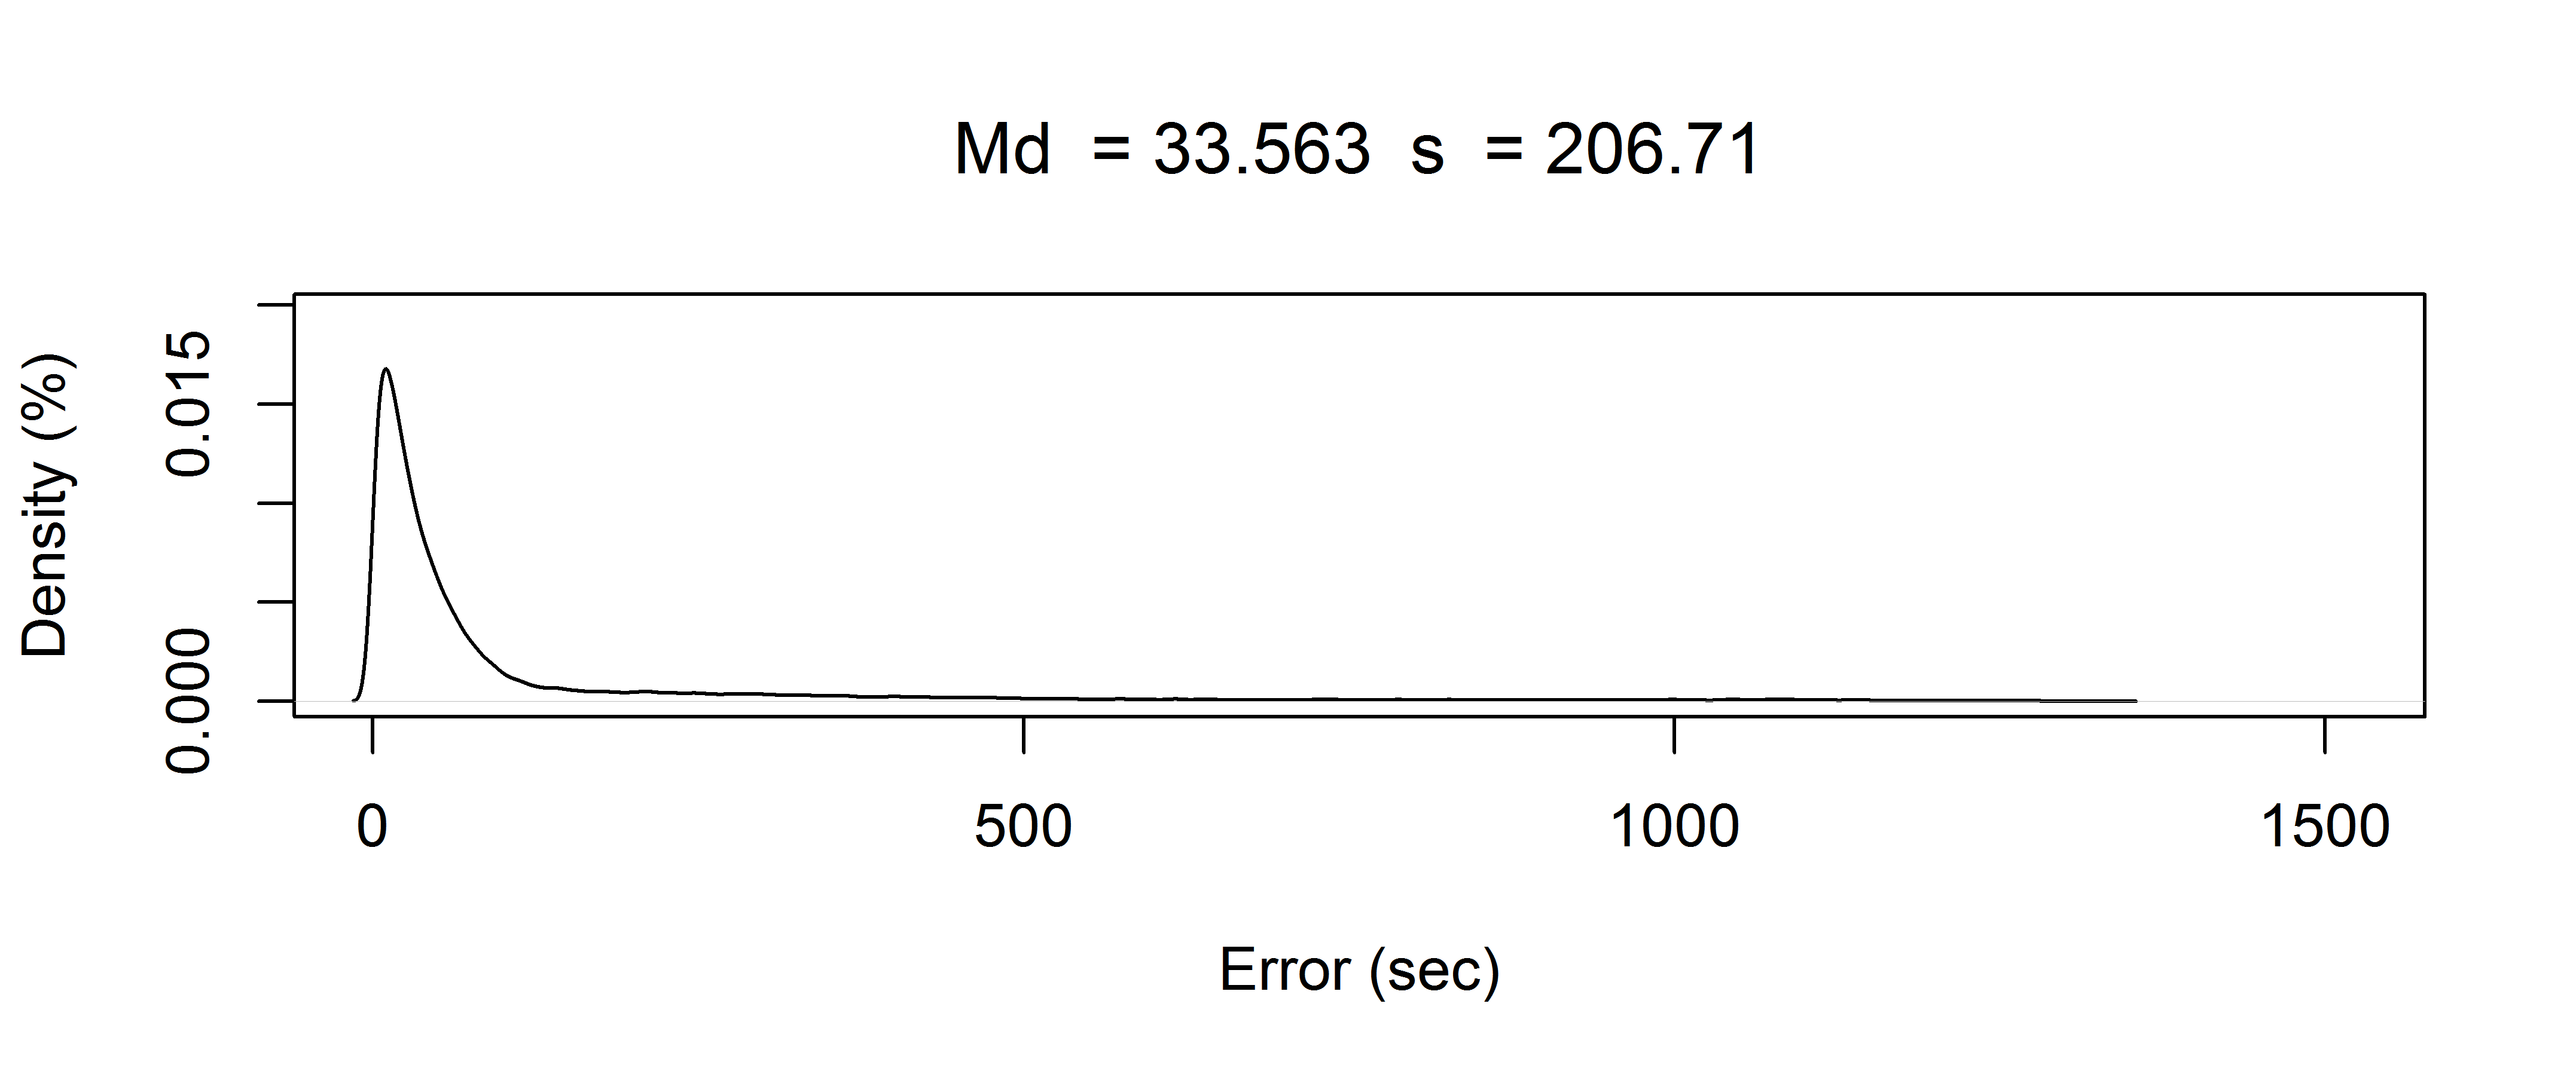 Md = 33.563 s = 206.71
Density (%)
0.015
0.000
0
500
1000
1500
Error (sec)